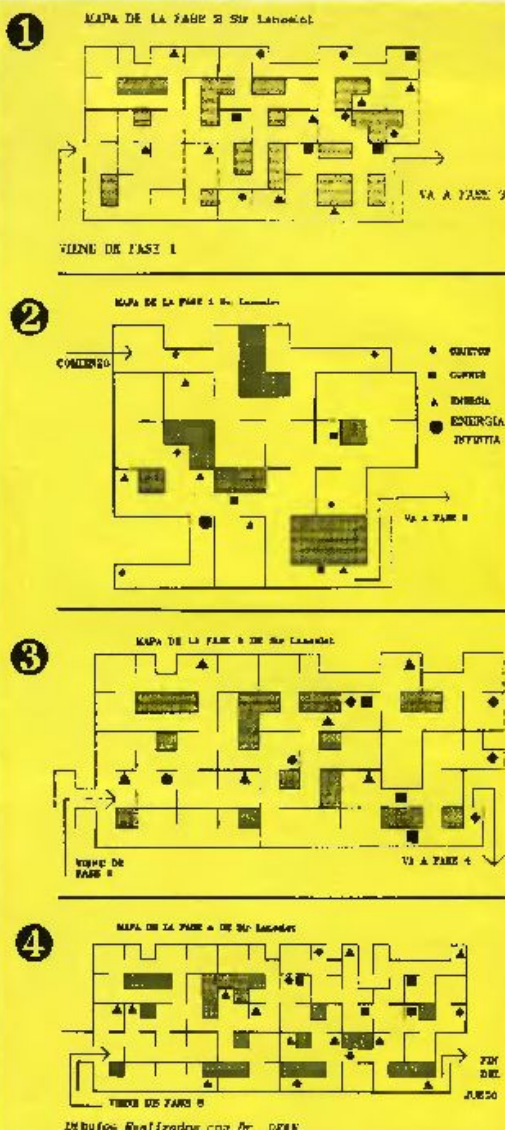 1
MAPA DE LA FASE 2 Sir Lancelot
VA A FASE 3
VIENE DE FASE 1
2
MAPA DE LA FASE 1 Sir Lancelot
COMIENZO
OBJETOS
ENERGIA
ENERGIA
INFINITA
VA A FASE
3
MAPA DE LA FASE DE Sir Lancelot
VIENE DE
FASE
VA A FASE 4
4
MAPA DE LA FASE DE Sir Lancelot
FIN
DEL
JUEGO
VIENE DE FASE
Dibujos Realizados con